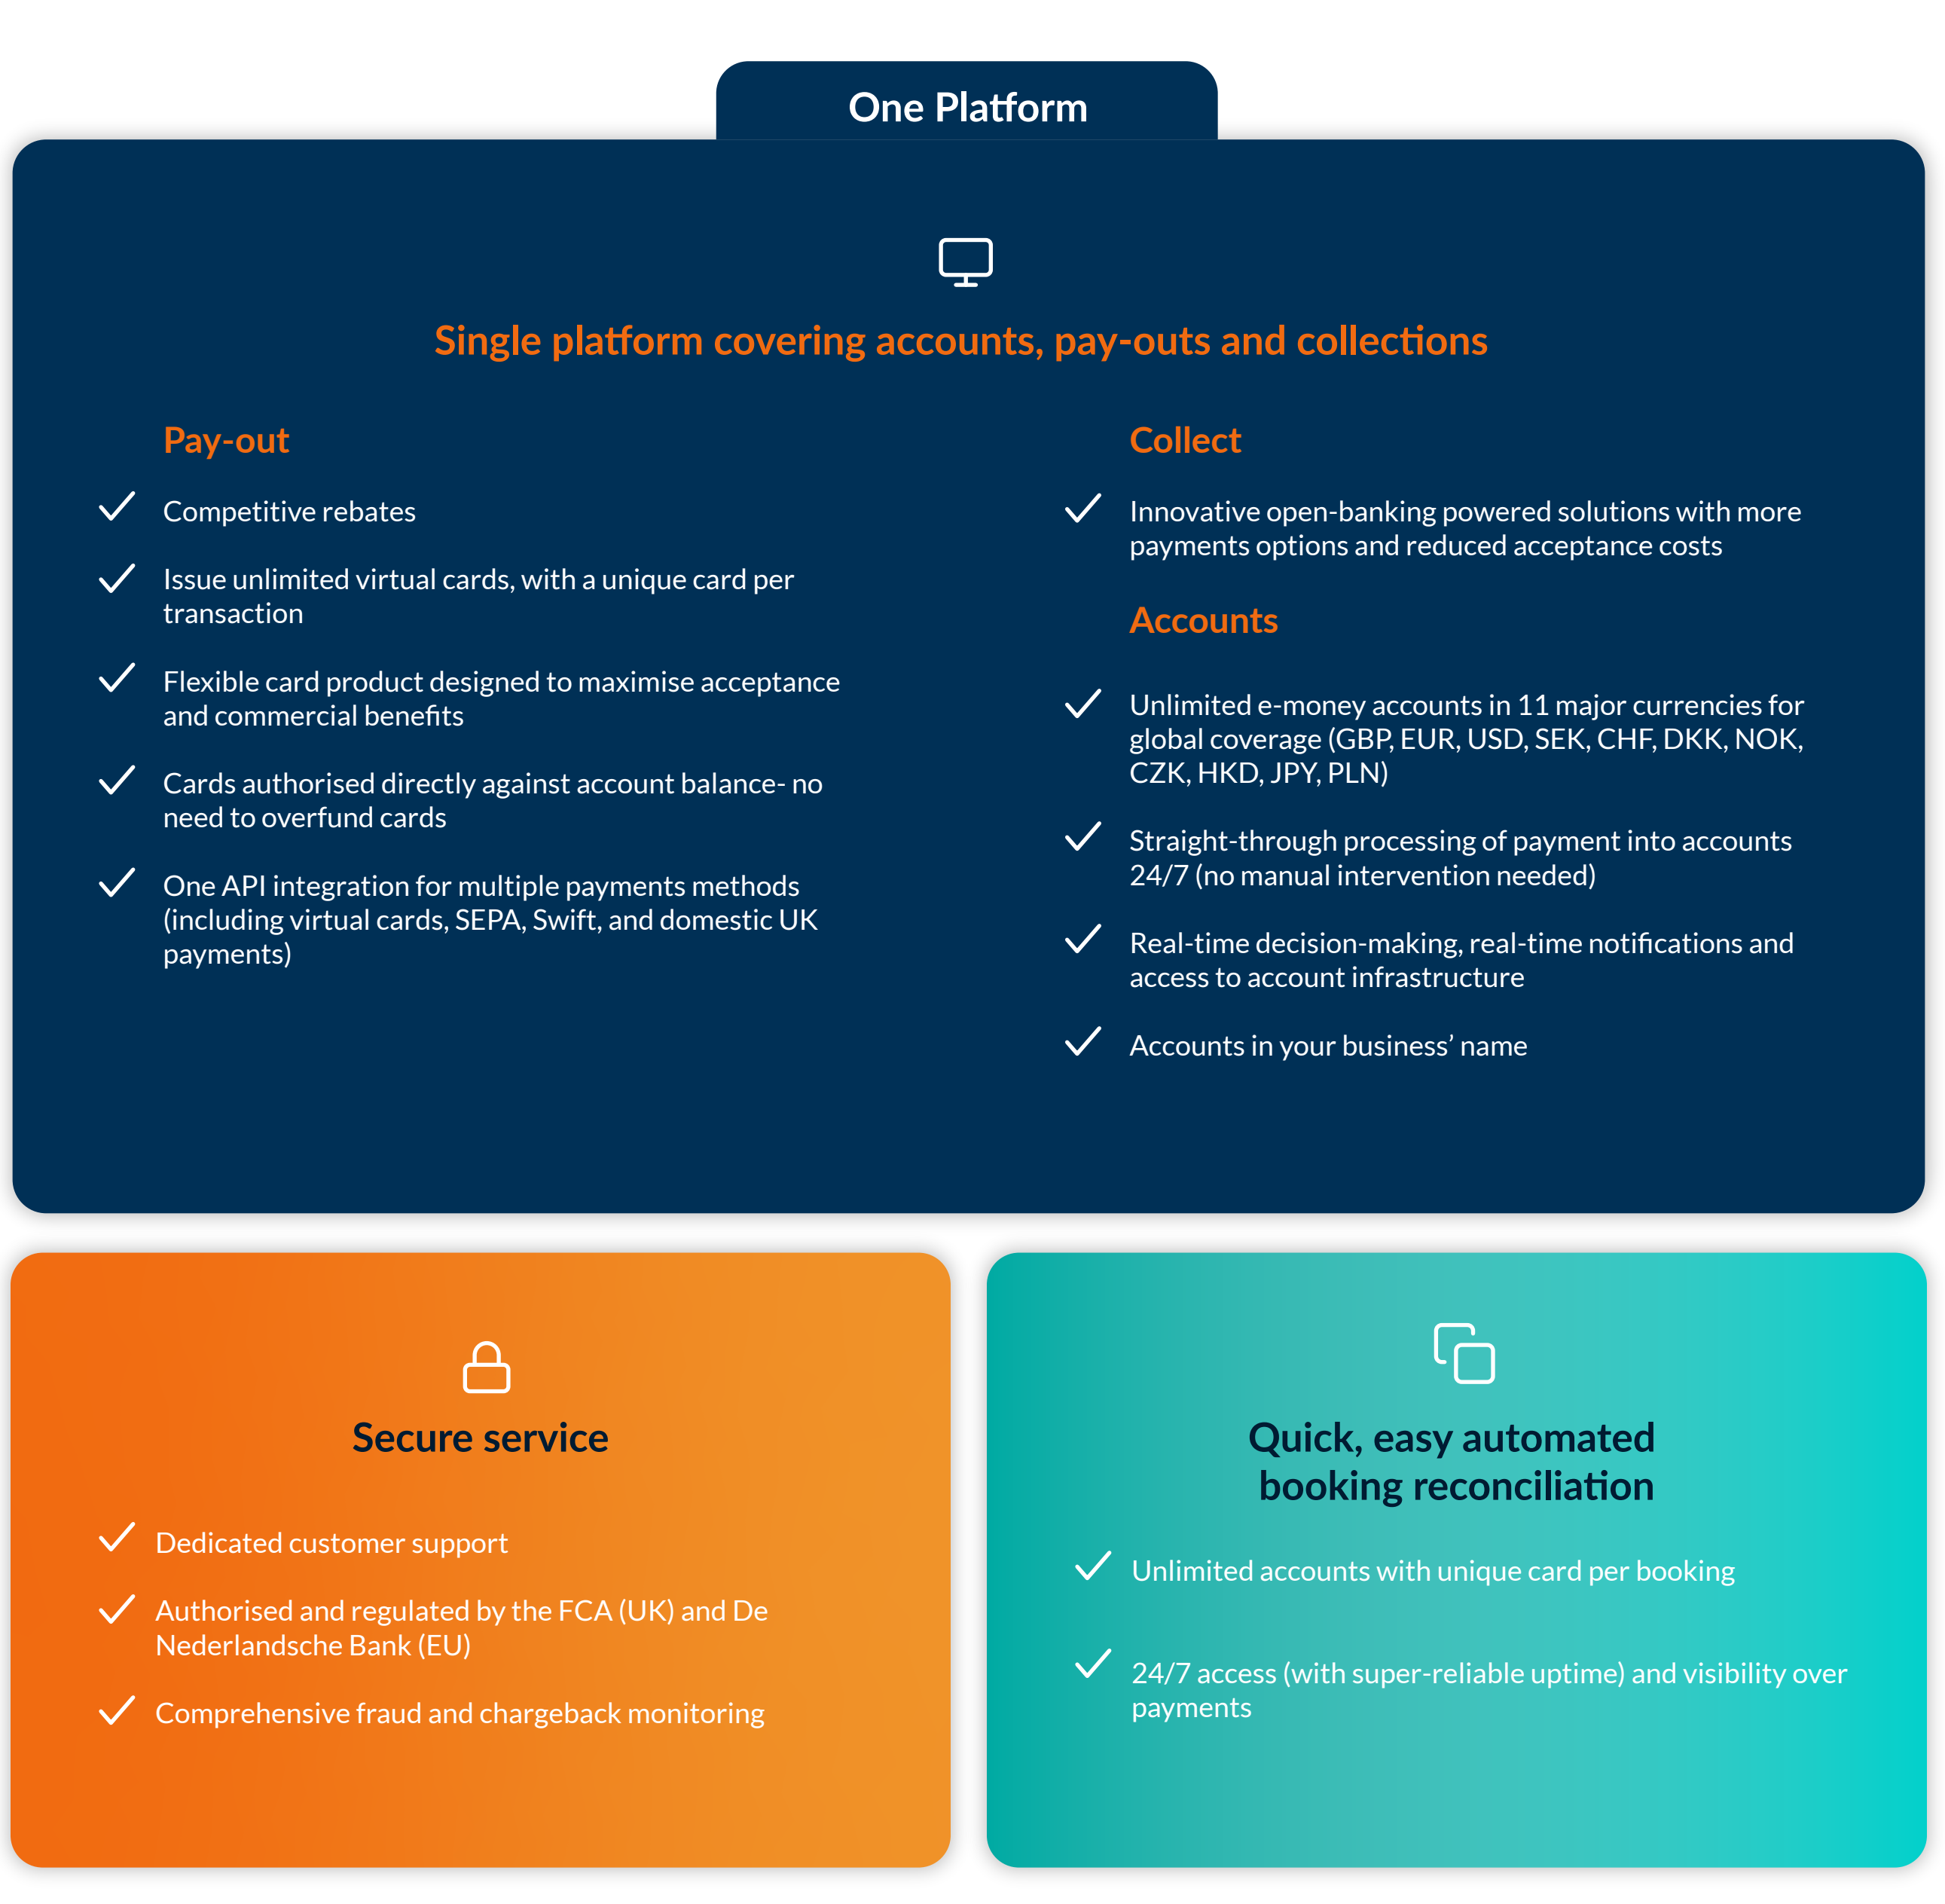 One Platform
Single platform covering accounts, pay-outs and collections
Pay-out
Competitive rebates
Issue unlimited virtual cards, with a unique card per
transaction
Flexible card product designed to maximise acceptance
and commercial benefits
Cards authorised directly against account balance- no
need to overfund cards
One API integration for multiple payments methods
(including virtual cards, SEPA, Swift, and domestic UK
payments)
Collect
Innovative open-banking powered solutions with more
payments options and reduced acceptance costs
Accounts
Unlimited e-money accounts in 11 major currencies for
global coverage (GBP, EUR, USD, SEK, CHF, DKK, NOK,
CZK, HKD, JPY, PLN)
Straight-through processing of payment into accounts
24/7 (no manual intervention needed)
Real-time decision-making, real-time notifications and
access to account infrastructure
Accounts in your business’ name
Secure service
Dedicated customer support
Authorised and regulated by the FCA (UK) and De
Nederlandsche Bank (EU)
Comprehensive fraud and chargeback monitoring
Quick, easy automated
booking reconciliation
Unlimited accounts with unique card per booking
24/7 access (with super-reliable uptime) and visibility over
payments